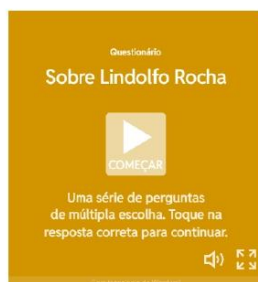 Questionário
Sobre Lindolfo Rocha
COMEÇAR
Uma série de perguntas
de múltipla escolha. Toque na
resposta correta para continuar.